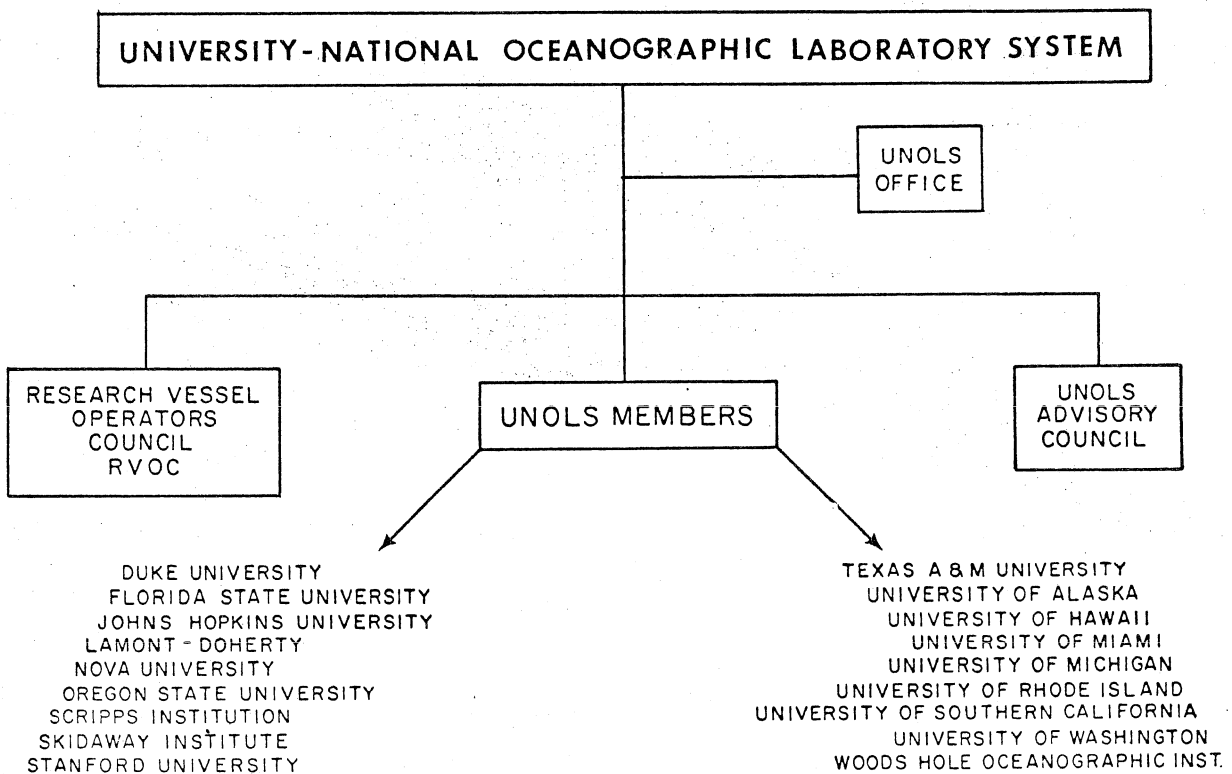 UNIVERSITY-NATIONAL OCEANOGRAPHIC LABORATORY SYSTEM
UNOLS
OFFICE
RESEARCH VESSEL
OPERATORS
COUNCIL
RVOC
UNOLS MEMBERS
UNOLS
ADVISORY
COUNCIL
DUKE UNIVERSITY
FLORIDA STATE UNIVERSITY
JOHNS HOPKINS UNIVERSITY
LAMONT-DOHERTY
NOVA UNIVERSITY
OREGON STATE UNIVERSITY
SCRIPPS INSTITUTION
SKIDAWAY INSTITUTE
STANFORD UNIVERSITY
TEXAS A & M UNIVERSITY
UNIVERSITY OF ALASKA
UNIVERSITY OF HAWAII
UNIVERSITY OF MIAMI
UNIVERSITY OF MICHIGAN
UNIVERSITY OF RHODE ISLAND
UNIVERSITY OF SOUTHERN CALIFORNIA
UNIVERSITY OF WASHINGTON
WOODS HOLE OCEANOGRAPHIC INST.